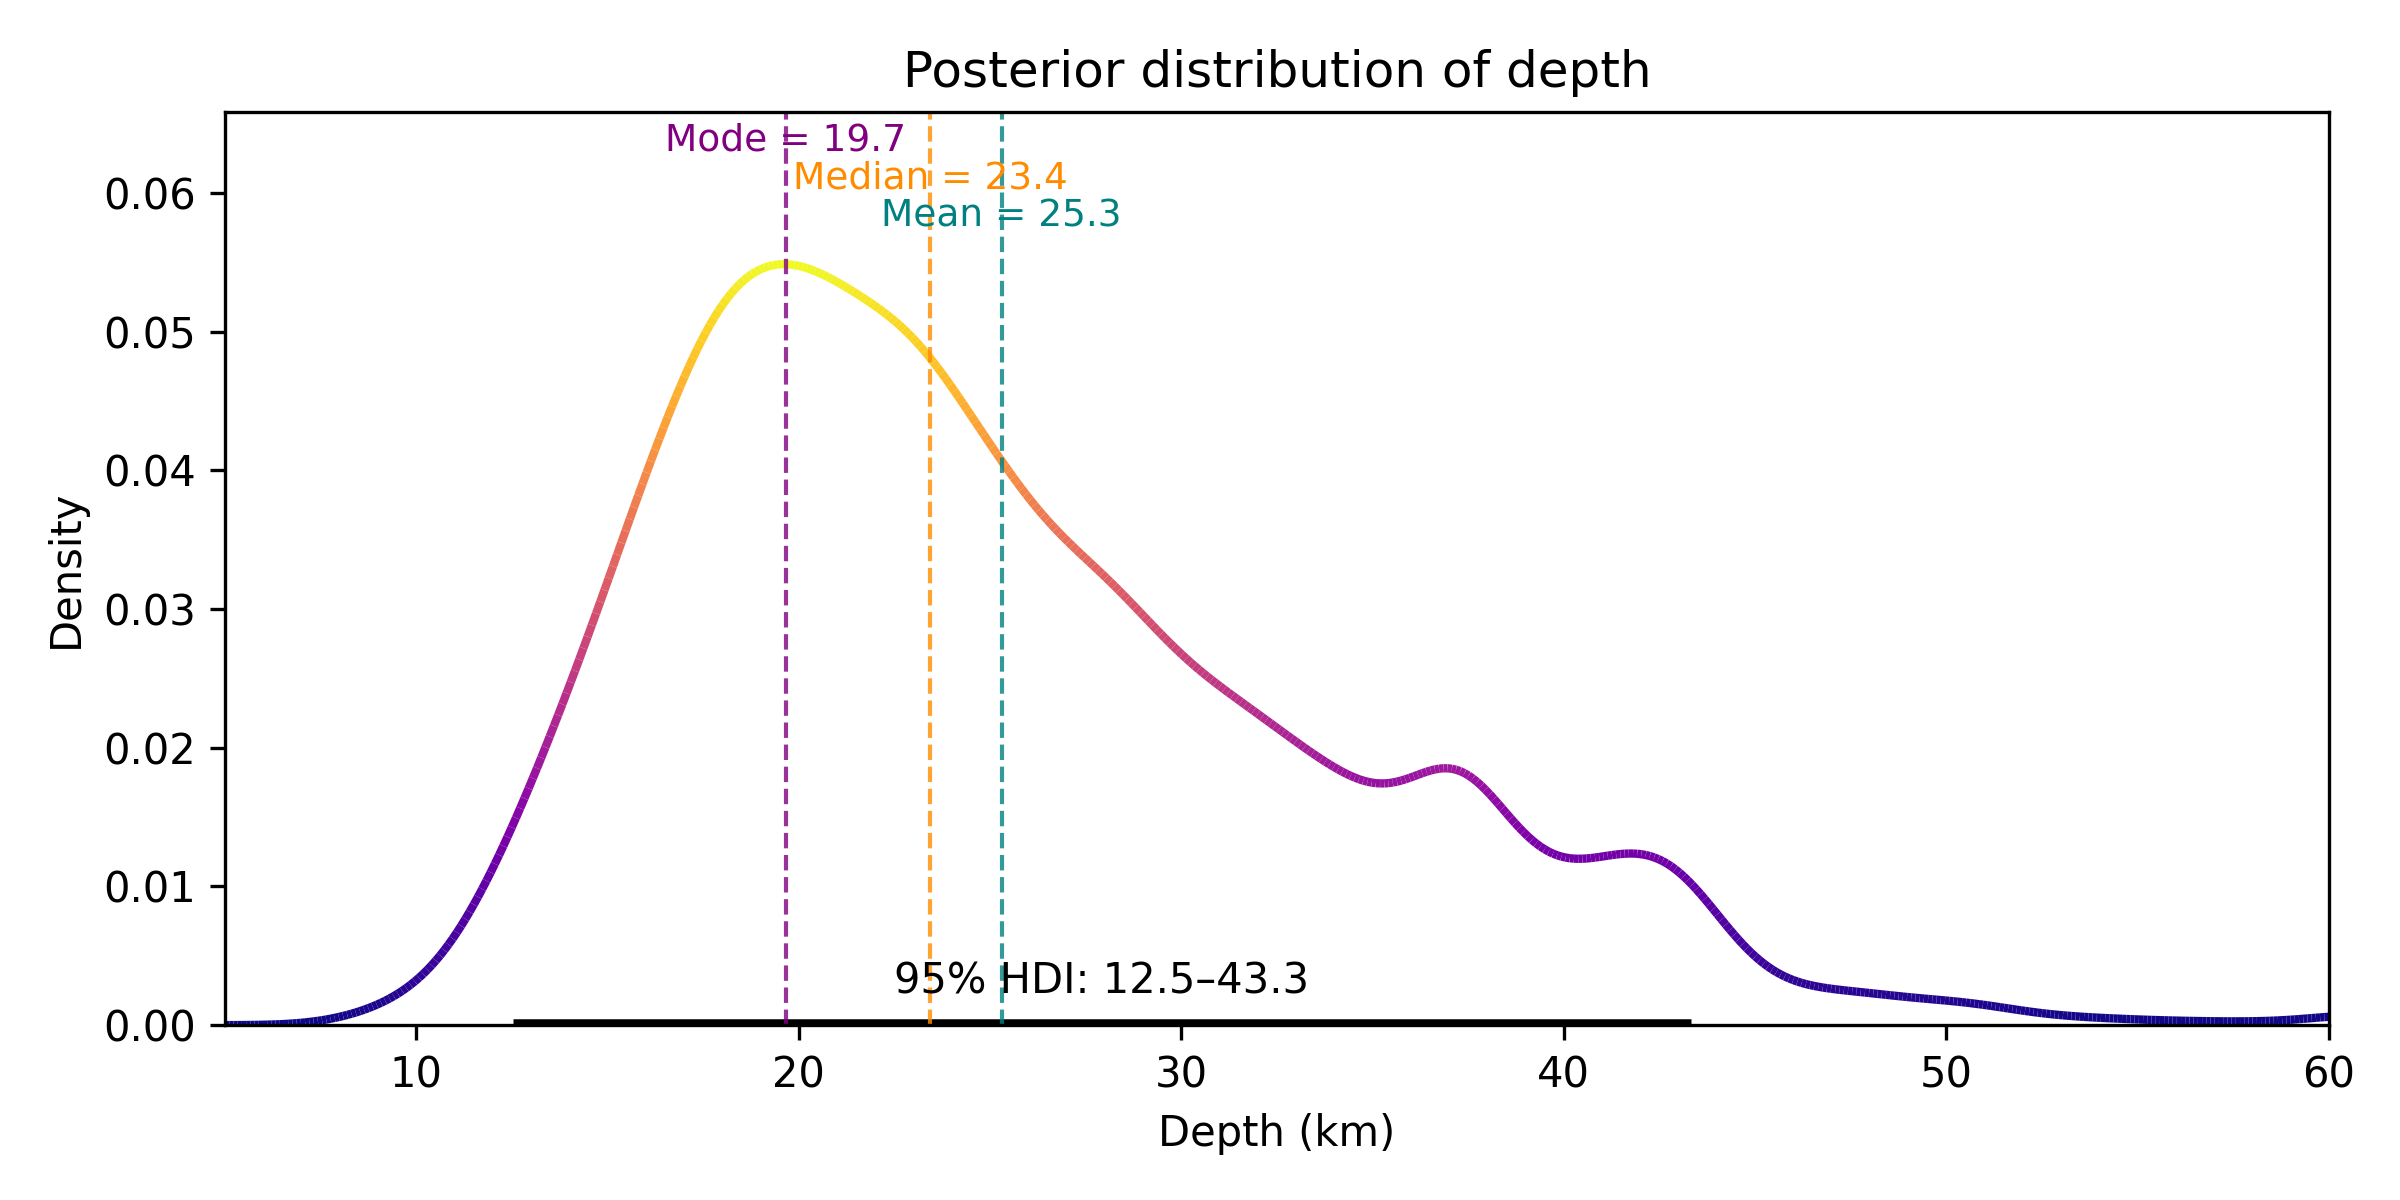 Posterior distribution of depth
Mode = 19.7
Median = 23.4
Mean = 25.3
0.06
0.05
0.04
0.03
0.02
0.01
0.00
Density
95% HDI: 12.5–43.3
10 20 30 40 50 60
Depth (km)